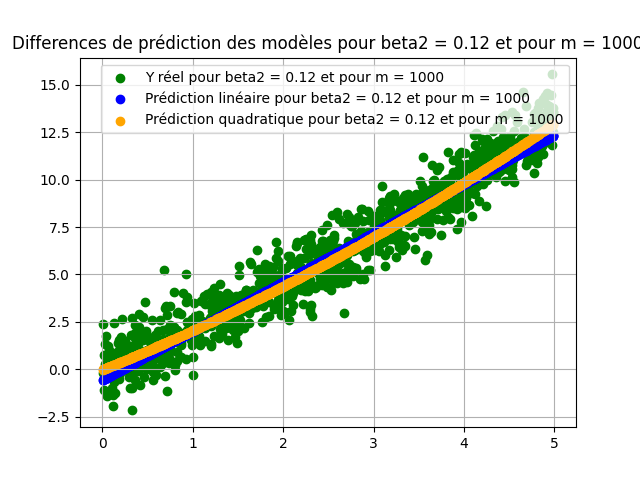 Differences de prédiction des modèles pour beta2 = 0.12 et pour m = 1000
Y réel pour beta2 = 0.12 et pour m = 1000
Prédiction linéaire pour beta2 = 0.12 et pour m = 1000
Prédiction quadratique pour beta2 = 0.12 et pour m = 1000
15.0
12.5
10.0
7.5
5.0
2.5
0.0
−2.5
0 1 2 3 4 5